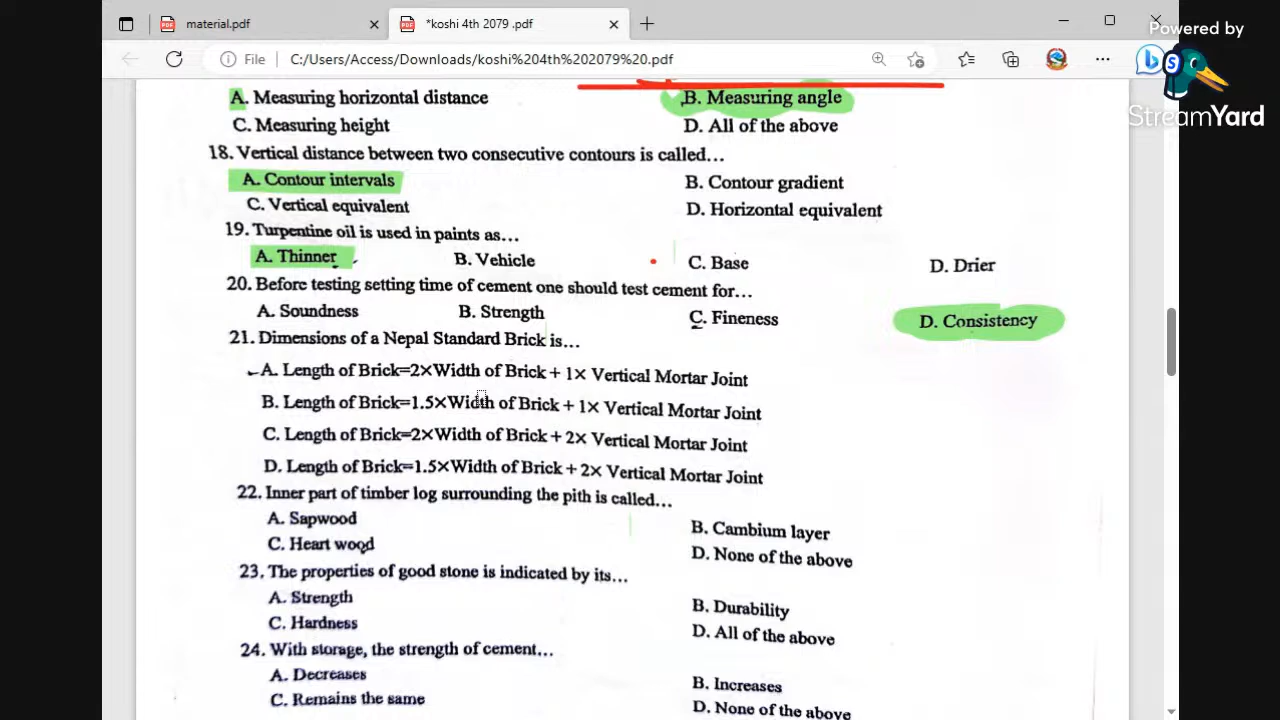 material.pdf
*koshi 4th 2079 .pdf
File C:/Users/Access/Downloads/koshi%204th%202079%20.pdf
Powered by
StreamYard
A. Measuring horizontal distance B. Measuring angle
C. Measuring height D. All of the above
18. Vertical distance between two consecutive contours is called...
A. Contour intervals B. Contour gradient
C. Vertical equivalent D. Horizontal equivalent
19. Turpentine oil is used in paints as...
A. Thinner B. Vehicle C. Base D. Drier
20. Before testing setting time of cement one should test cement for...
A. Soundness B. Strength C. Fineness D. Consistency
21. Dimensions of a Nepal Standard Brick is...
A. Length of Brick=2×Width of Brick + 1× Vertical Mortar Joint
B. Length of Brick=1.5×Width of Brick + 1× Vertical Mortar Joint
C. Length of Brick=2×Width of Brick + 2× Vertical Mortar Joint
D. Length of Brick=1.5×Width of Brick + 2× Vertical Mortar Joint
22. Inner part of timber log surrounding the pith is called...
A. Sapwood B. Cambium layer
C. Heart wood D. None of the above
23. The properties of good stone is indicated by its...
A. Strength B. Durability
C. Hardness D. All of the above
24. With storage, the strength of cement...
A. Decreases B. Increases
C. Remains the same D. None of the above